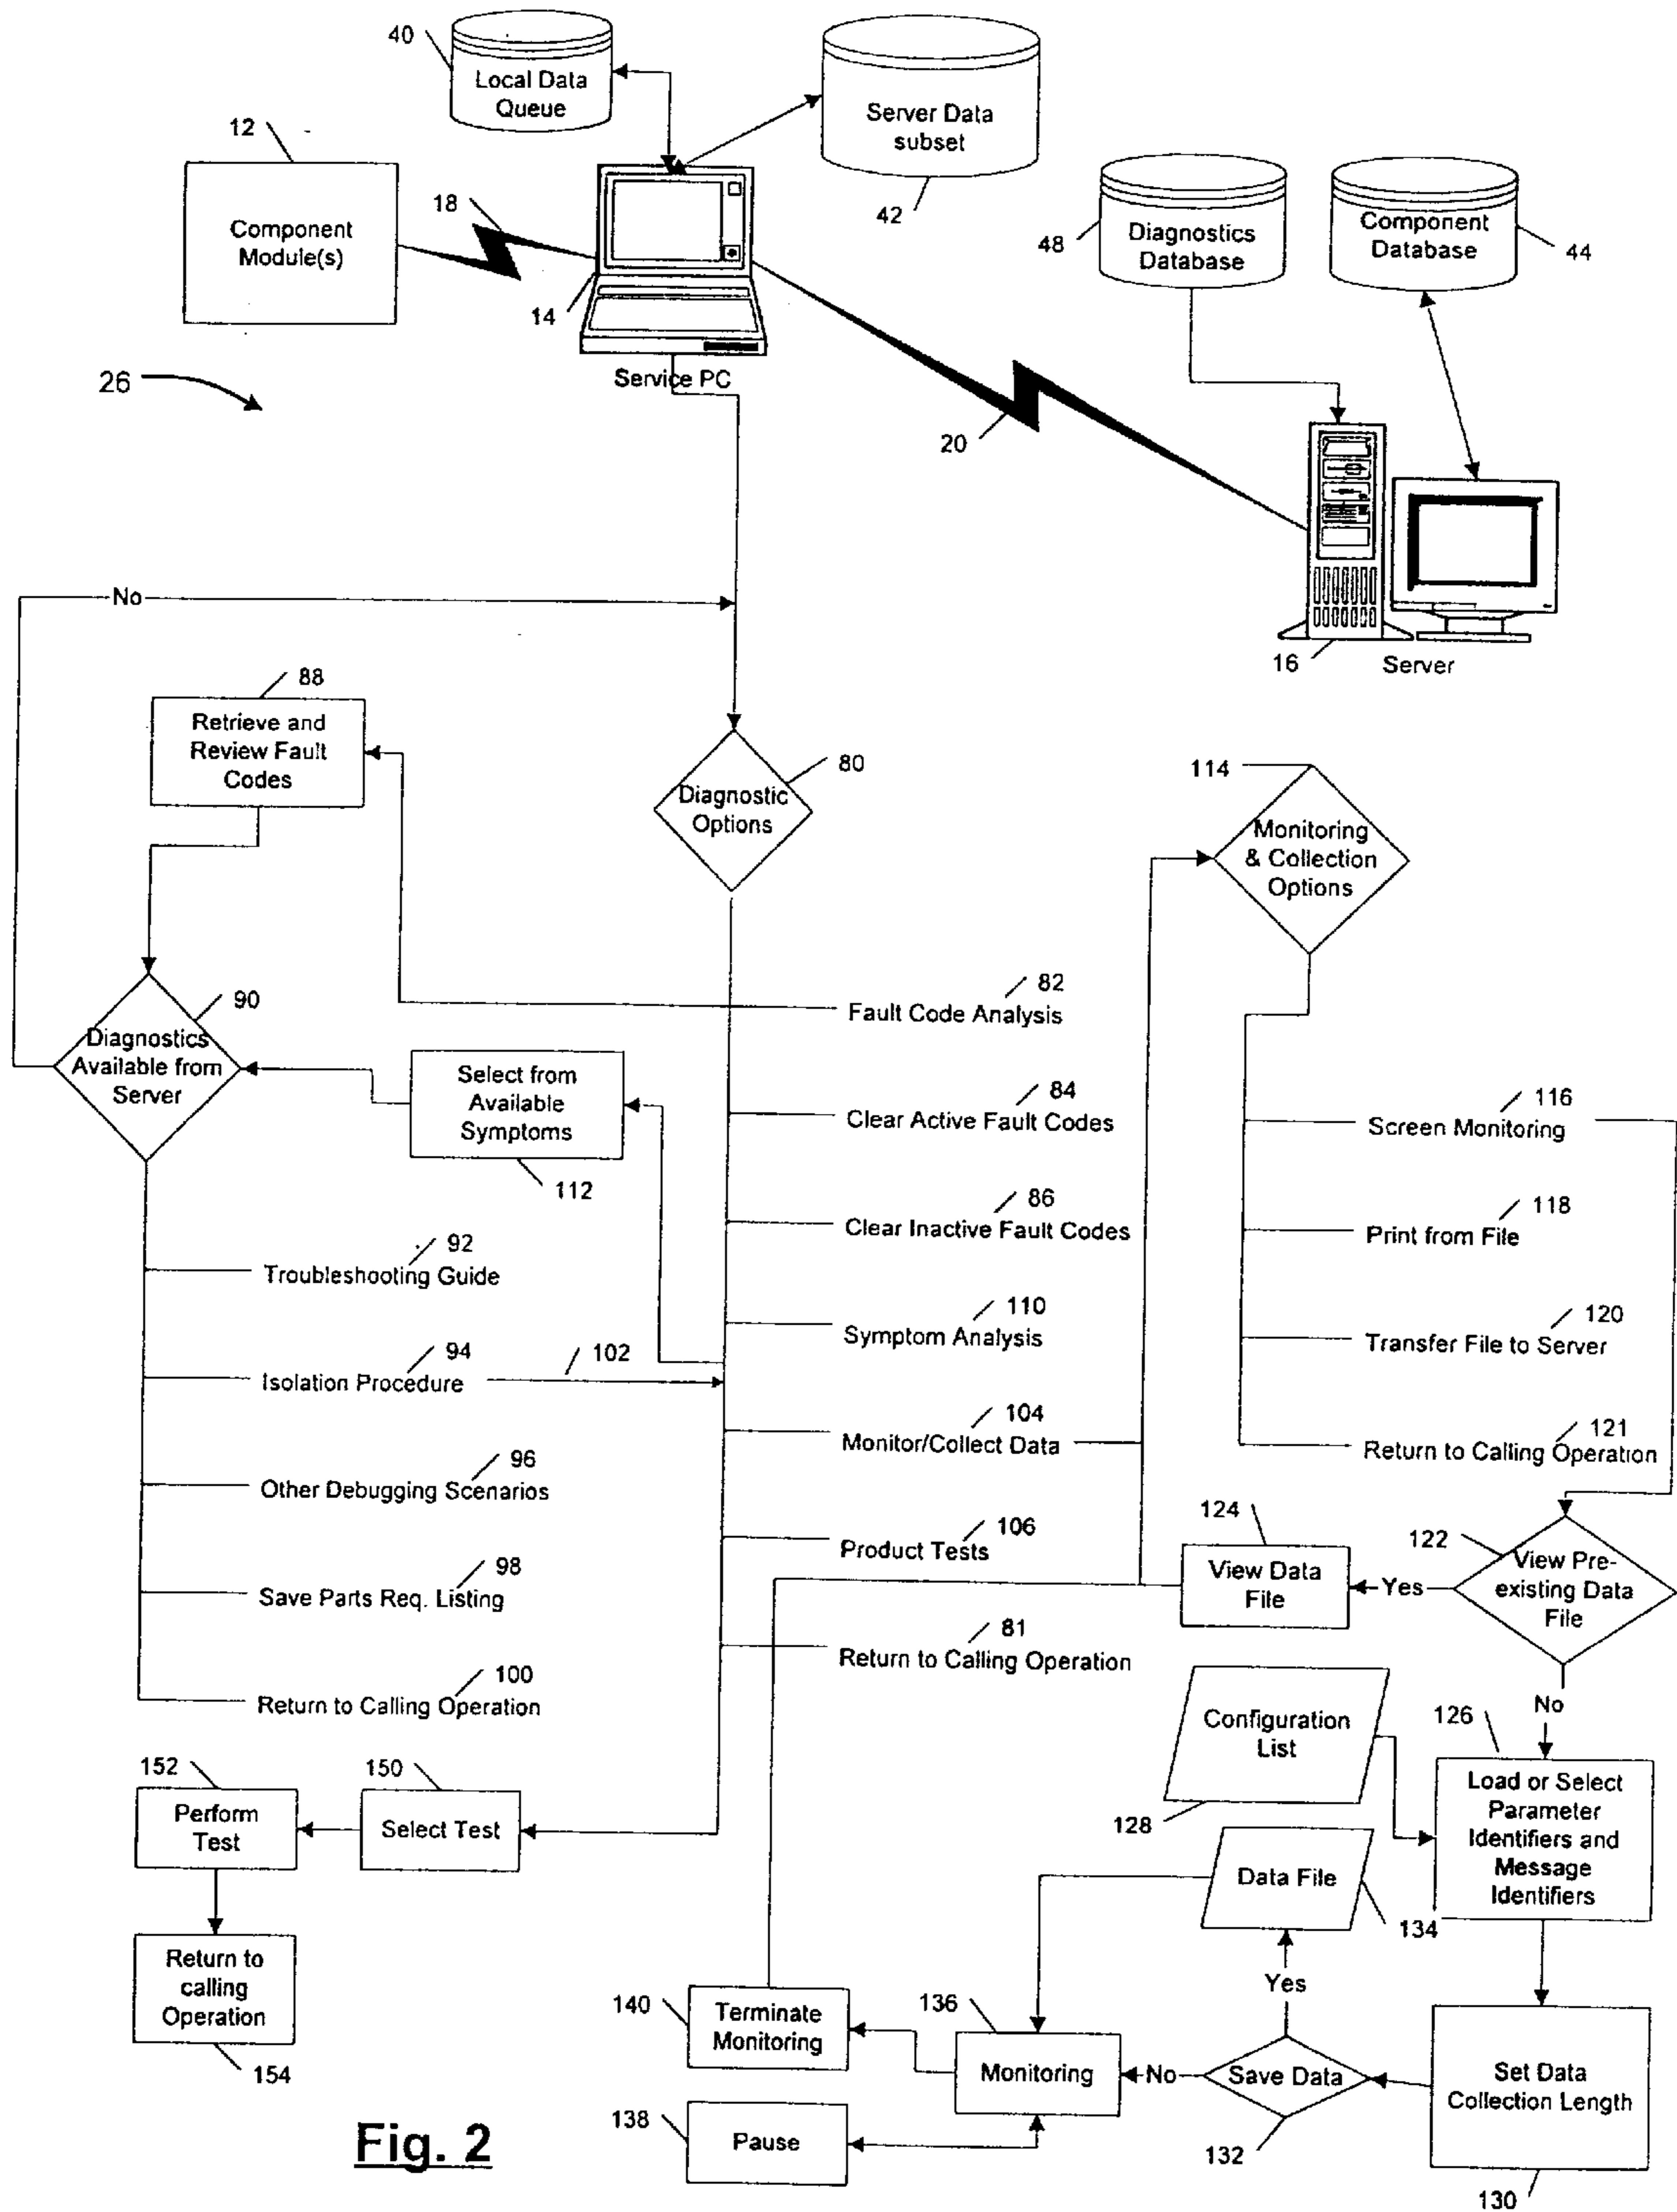 40
Local Data
Queue
Server Data
subset
42
12
Component
Module(s)
18
14
Service PC
48
Diagnostics
Database
Component
Database
44
26
20
16
Server
No
88
Retrieve and
Review Fault
Codes
80
Diagnostic
Options
114
Monitoring
& Collection
Options
90
Diagnostics
Available from
Server
82
Fault Code Analysis
Select from
Available
Symptoms
112
84
Clear Active Fault Codes
86
Clear Inactive Fault Codes
110
Symptom Analysis
104
Monitor/Collect Data
106
Product Tests
81
Return to Calling Operation
116
Screen Monitoring
118
Print from File
120
Transfer File to Server
121
Return to Calling Operation
92
Troubleshooting Guide
94
Isolation Procedure
102
96
Other Debugging Scenarios
98
Save Parts Req. Listing
100
Return to Calling Operation
124
View Data
File
Yes
122
View Pre-
existing Data
File
No
126
Configuration
List
128
Load or Select
Parameter
Identifiers and
Message
Identifiers
152
Perform
Test
150
Select Test
Return to
calling
Operation
154
Data File
134
Yes
140
Terminate
Monitoring
136
Monitoring
No
Save Data
132
Set Data
Collection Length
130
138
Pause
Fig. 2